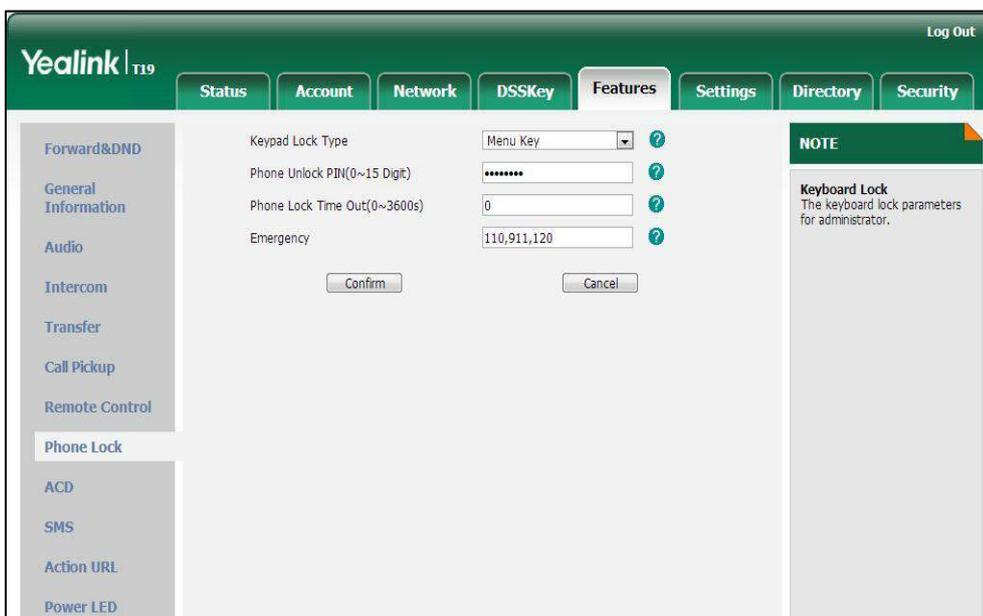 Log Out
Yealink T19
Status Account Network DSSKey Features Settings Directory Security
Forward&DND
General
Information
Audio
Intercom
Transfer
Call Pickup
Remote Control
Phone Lock
ACD
SMS
Action URL
Power LED
Keypad Lock Type Menu Key ?
Phone Unlock PIN(0~15 Digit) •••••••• ?
Phone Lock Time Out(0~3600s) 0 ?
Emergency 110,911,120 ?
Confirm Cancel
NOTE
Keyboard Lock
The keyboard lock parameters
for administrator.